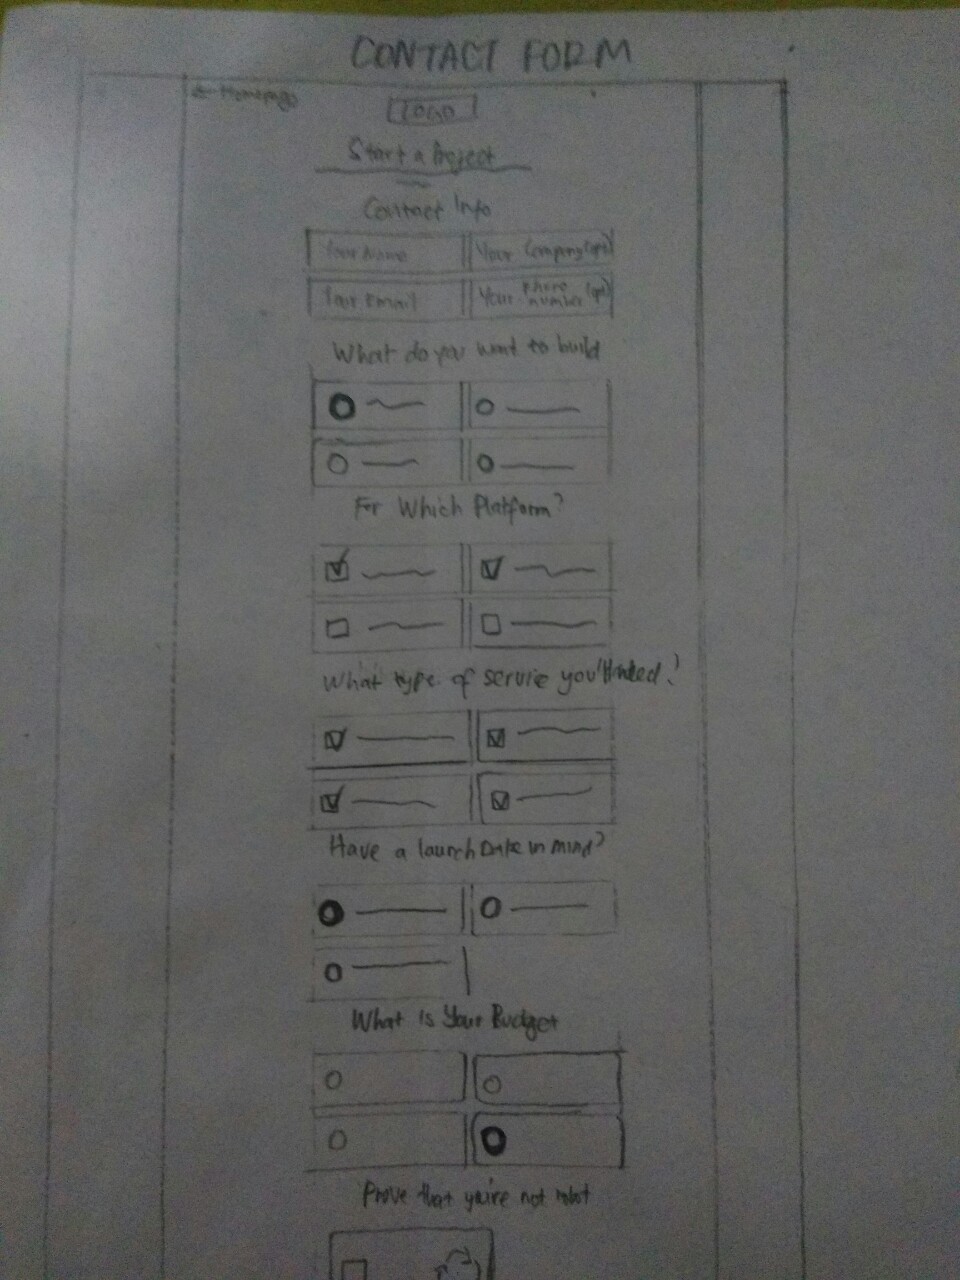 CONTACT FORM
← Homepage
LOGO
Start a Project
Contact Info
Your Name
Your Company (opt)
Your Email
Your phone number (opt)
What do you want to build
For Which Platform?
What type of service you'll need?
Have a launch Date in mind?
What Is Your Budget
Prove that you're not robot